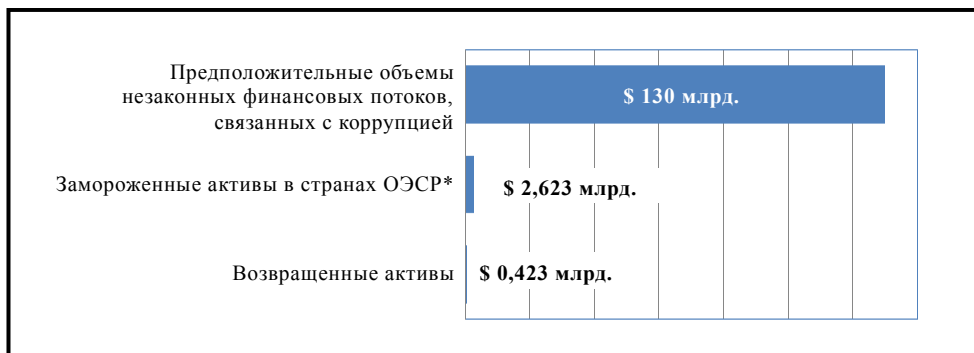 Предположительные объемы
незаконных финансовых потоков,
связанных с коррупцией
$ 130 млрд.
Замороженные активы в странах ОЭСР*
$ 2,623 млрд.
Возвращенные активы
$ 0,423 млрд.